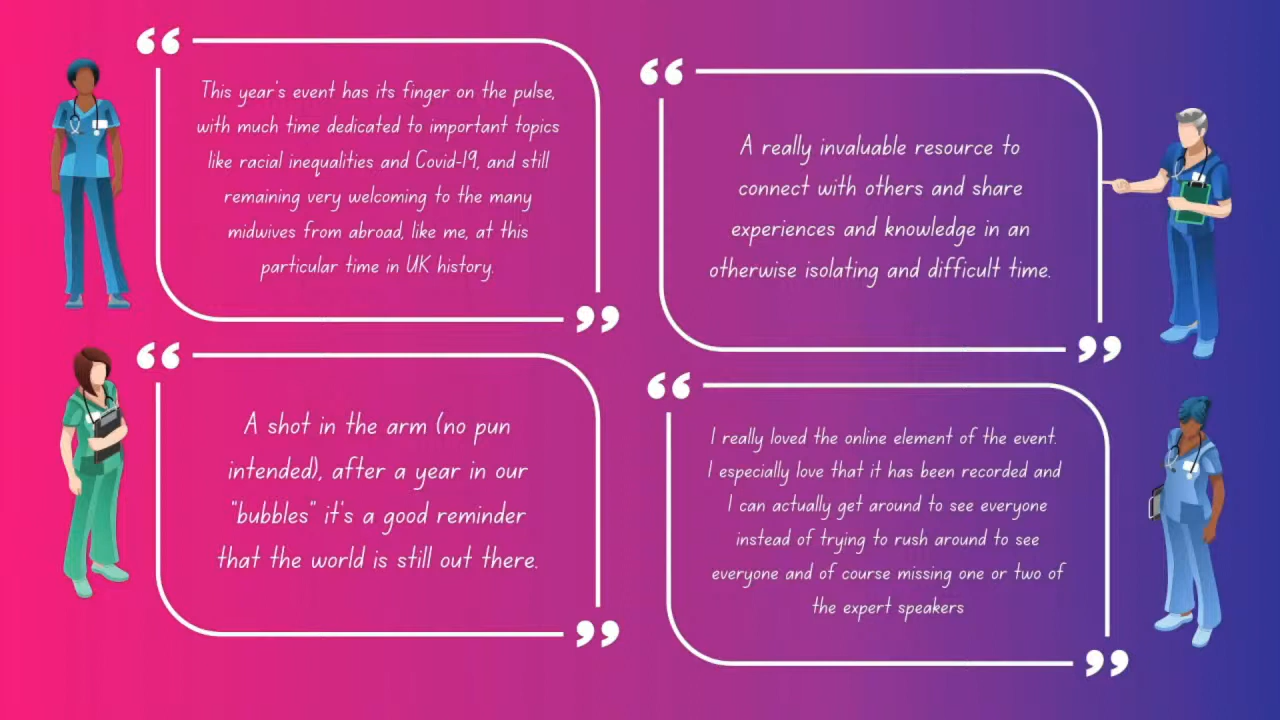 This year's event has its finger on the pulse,
with much time dedicated to important topics
like racial inequalities and Covid-19, and still
remaining very welcoming to the many
midwives from abroad, like me, at this
particular time in UK history.
A really invaluable resource to
connect with others and share
experiences and knowledge in an
otherwise isolating and difficult time.
A shot in the arm (no pun
intended), after a year in our
"bubbles" it's a good reminder
that the world is still out there.
I really loved the online element of the event.
I especially love that it has been recorded and
I can actually get around to see everyone
instead of trying to rush around to see
everyone and of course missing one or two of
the expert speakers